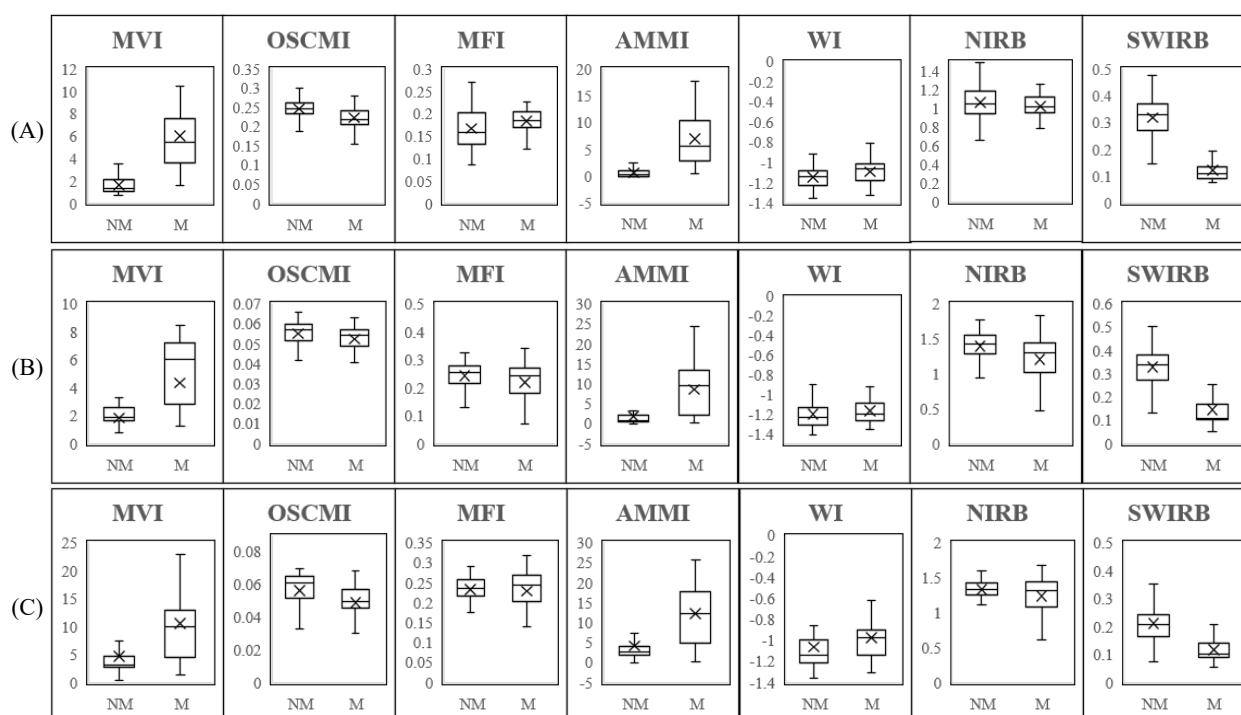 MVI OSCMI MFI AMMI WI NIRB SWIRB
(A)
12 10 8 6 4 2 0 NM M
0.35 0.3 0.25 0.2 0.15 0.1 0.05 0 NM M
0.3 0.25 0.2 0.15 0.1 0.05 0 NM M
20 15 10 5 0 -5 NM M
0 -0.2 -0.4 -0.6 -0.8 -1 -1.2 -1.4 NM M
1.4 1.2 1 0.8 0.6 0.4 0.2 0 NM M
0.5 0.4 0.3 0.2 0.1 0 NM M
MVI OSCMI MFI AMMI WI NIRB SWIRB
(B)
10 8 6 4 2 0 NM M
0.07 0.06 0.05 0.04 0.03 0.02 0.01 0 NM M
0.5 0.4 0.3 0.2 0.1 0 NM M
30 25 20 15 10 5 0 -5 NM M
0 -0.2 -0.4 -0.6 -0.8 -1 -1.2 -1.4 NM M
2 1.5 1 0.5 0 NM M
0.6 0.5 0.4 0.3 0.2 0.1 0 NM M
MVI OSCMI MFI AMMI WI NIRB SWIRB
(C)
25 20 15 10 5 0 NM M
0.08 0.06 0.04 0.02 0 NM M
0.35 0.3 0.25 0.2 0.15 0.1 0.05 0 NM M
30 25 20 15 10 5 0 -5 NM M
0 -0.2 -0.4 -0.6 -0.8 -1 -1.2 -1.4 NM M
2 1.5 1 0.5 0 NM M
0.5 0.4 0.3 0.2 0.1 0 NM M